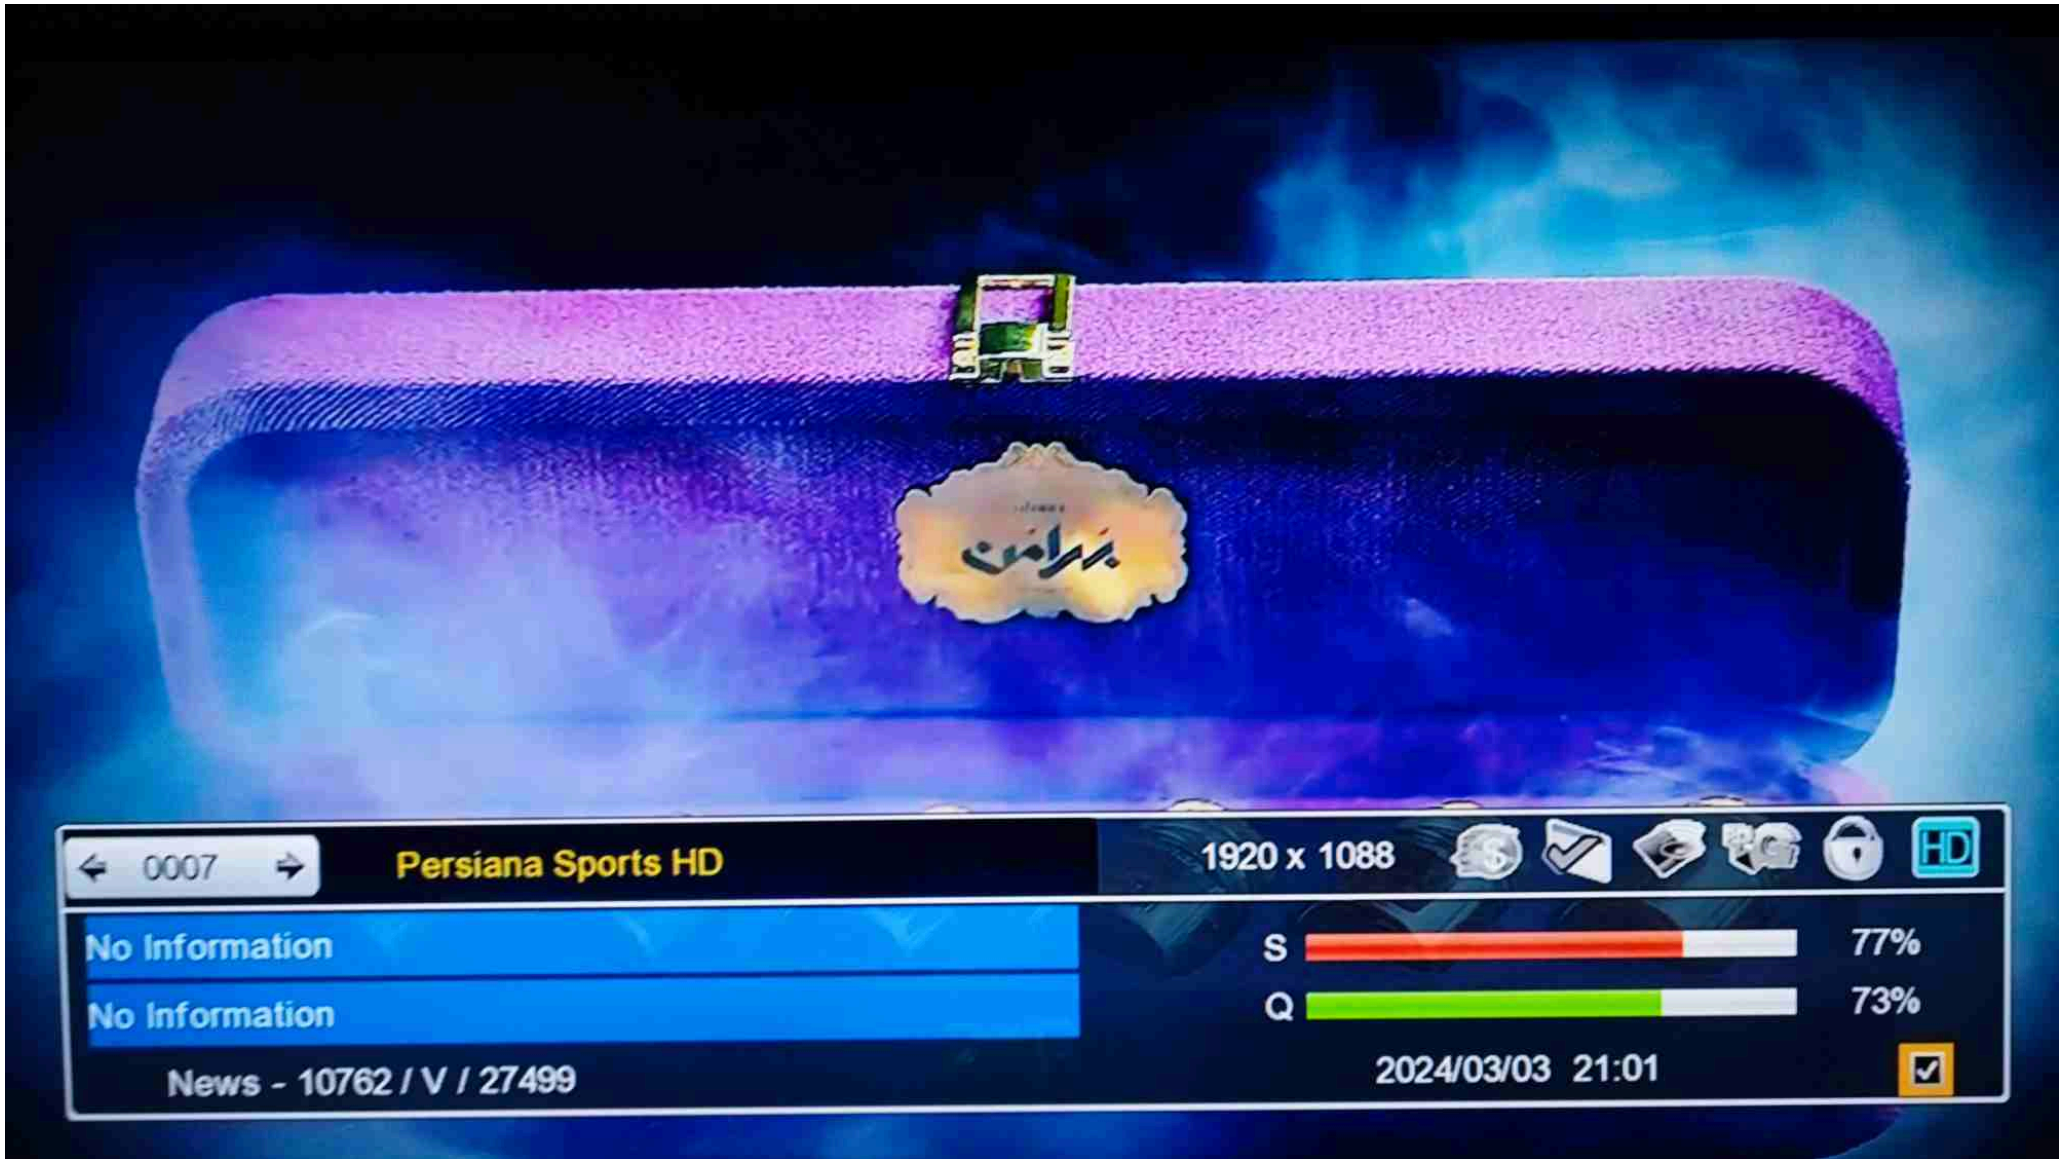 بهرامن
0007
Persiana Sports HD
1920 x 1088
HD
No Information
S
77%
No Information
Q
73%
News - 10762 / V / 27499
2024/03/03 21:01